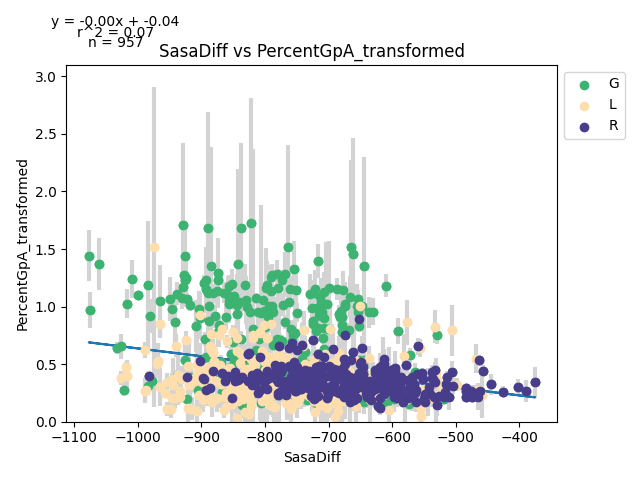 y = -0.00x + -0.04
r^2 = 0.07
n = 957
SasaDiff vs PercentGpA_transformed
G
L
R
3.0
2.5
2.0
1.5
1.0
0.5
0.0
PercentGpA_transformed
−1100
−1000
−900
−800
−700
−600
−500
−400
SasaDiff